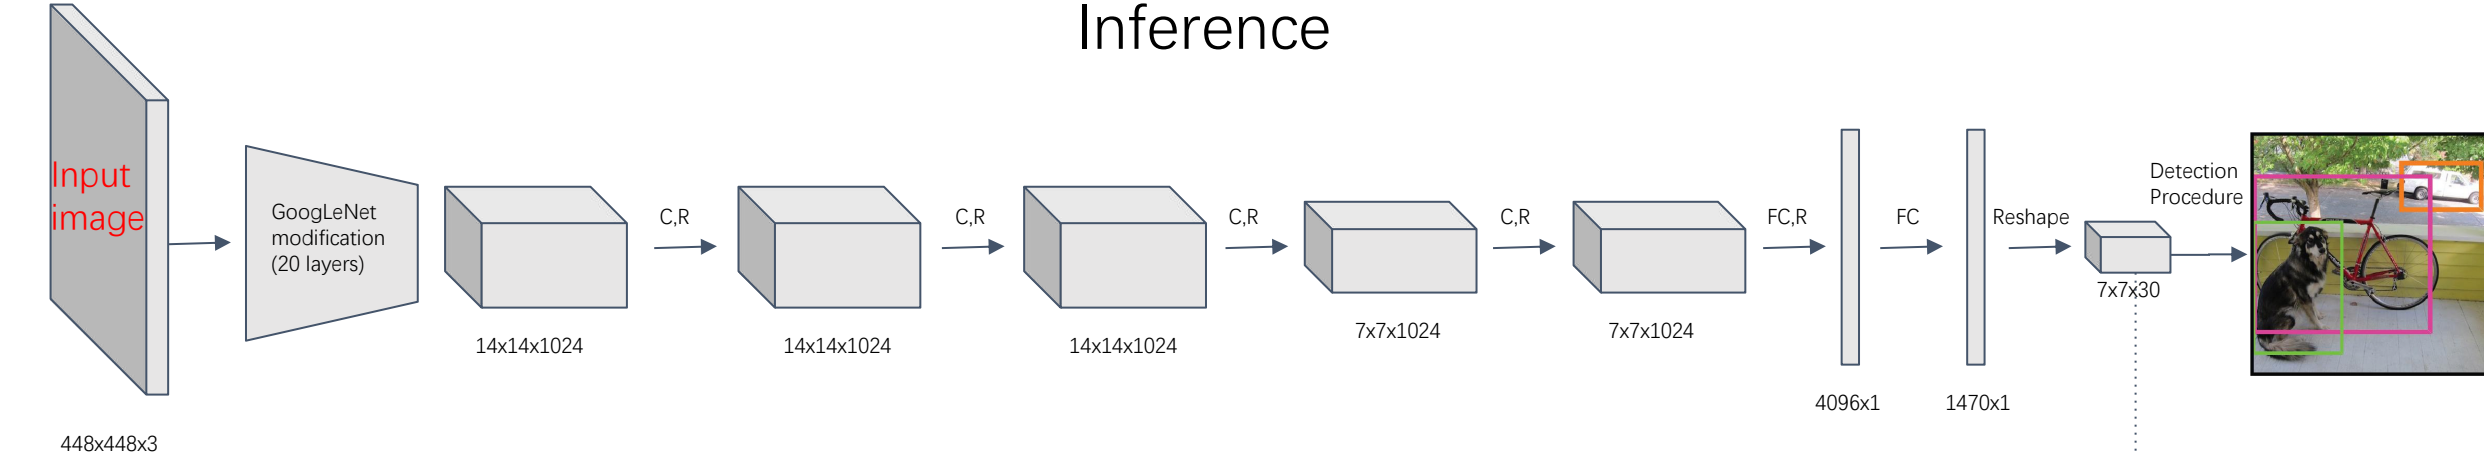 Inference
Input
image
448x448x3
GoogLeNet
modification
(20 layers)
14x14x1024
C,R
14x14x1024
C,R
14x14x1024
C,R
7x7x1024
C,R
7x7x1024
FC,R
4096x1
FC
1470x1
Reshape
7x7x30
Detection
Procedure